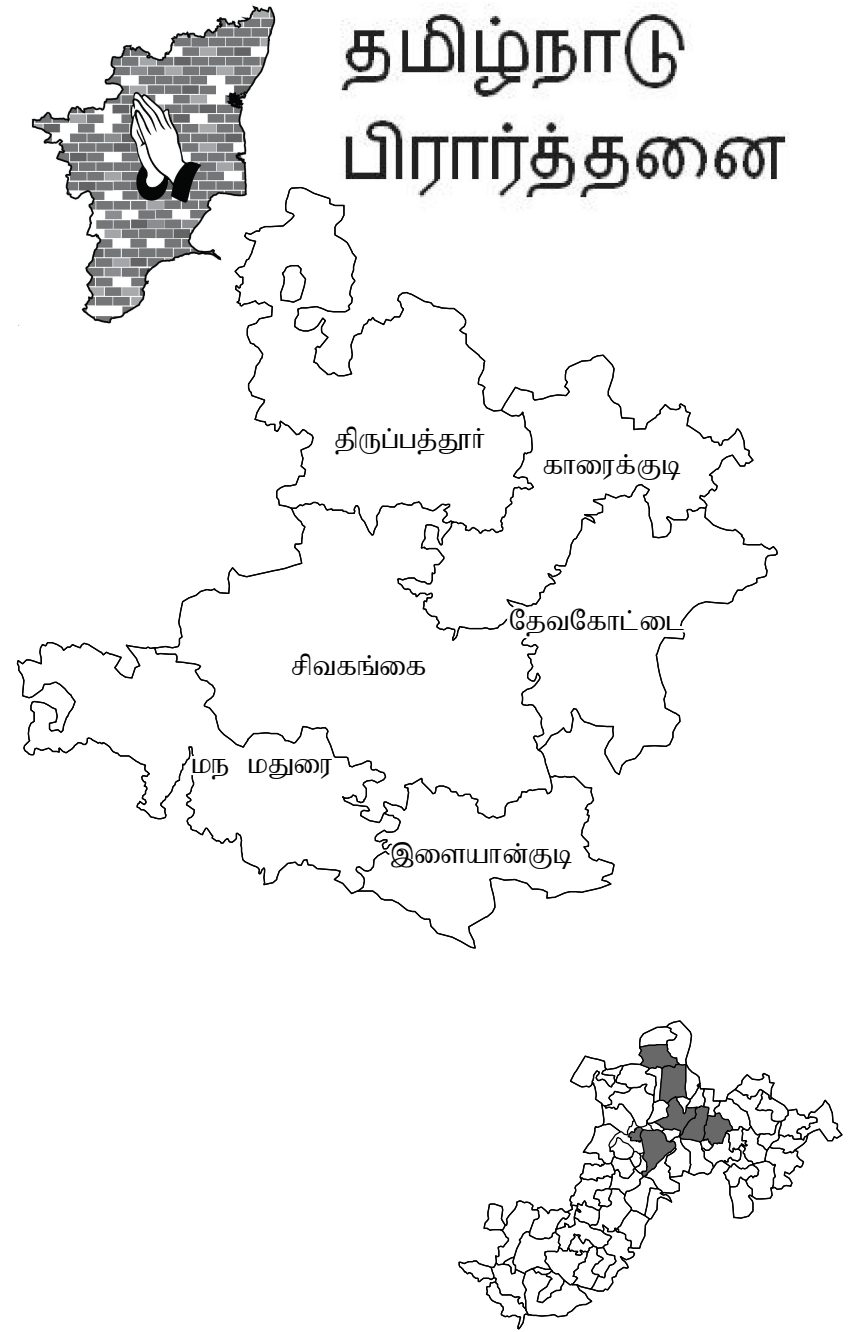 தமிழ்நாடு
பிரார்த்தனை
திருப்பத்தூர்
காரைக்குடி
தேவகோட்டை
சிவகங்கை
மந மதுரை
இளையான்குடி